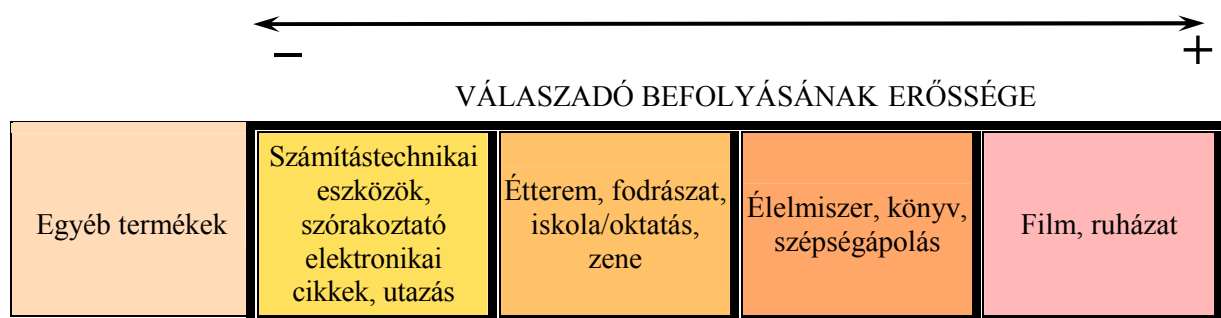 –
+
VÁLASZADÓ BEFOLYÁSÁNAK ERŐSSÉGE
Egyéb termékek
Számítástechnikai
eszközök,
szórakoztató
elektronikai
cikkek, utazás
Étterem, fodrászat,
iskola/oktatás,
zene
Élelmiszer, könyv,
szépségápolás
Film, ruházat